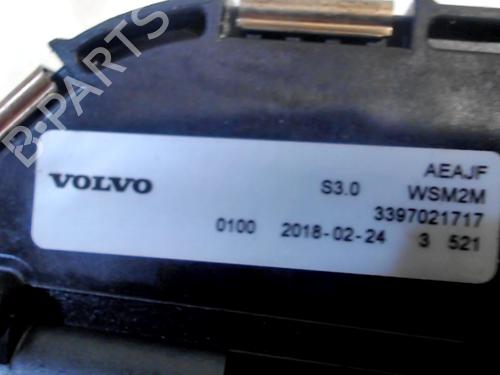 B-PARTS
AEAJF
VOLVO S3.0 WSM2M
3397021717
0100 2018-02-24 3 521